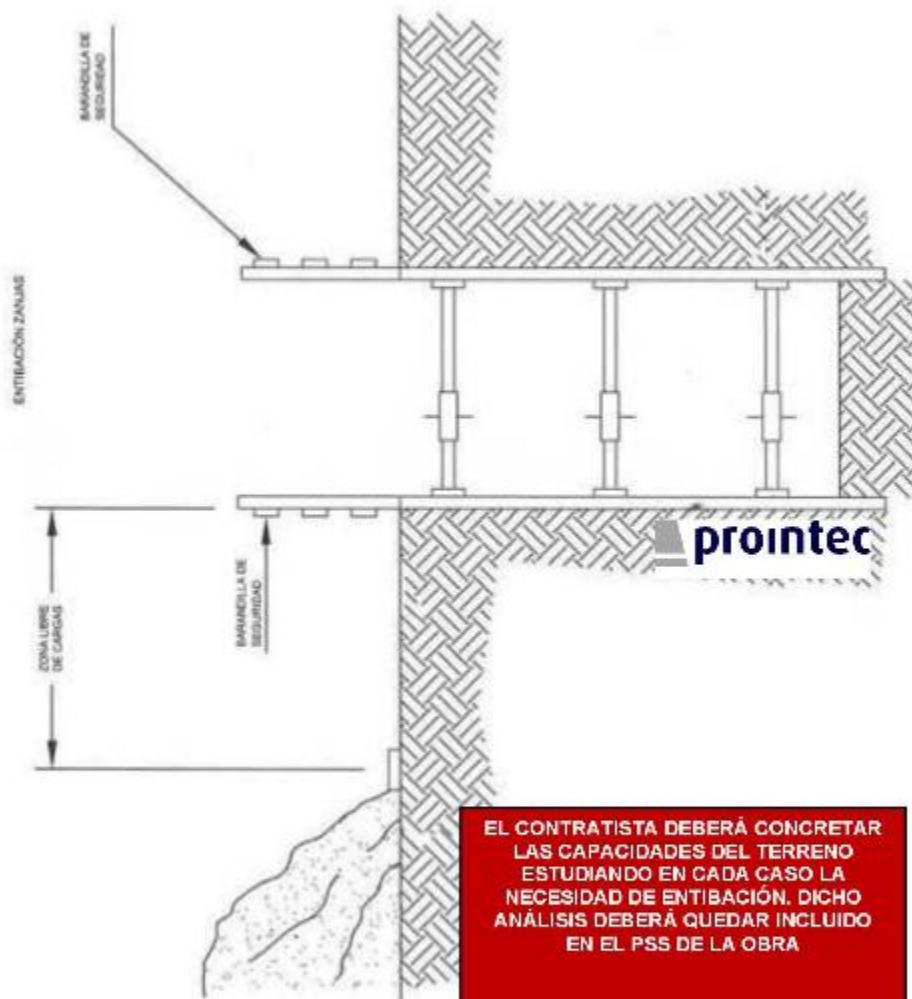 BARANDILLA DE
SEGURIDAD
ENTIBACIÓN ZANJAS
ZONA LIBRE
DE CARGAS
BARANDILLA DE
SEGURIDAD
prointec
EL CONTRATISTA DEBERÁ CONCRETAR
LAS CAPACIDADES DEL TERRENO
ESTUDIANDO EN CADA CASO LA
NECESIDAD DE ENTIBACIÓN. DICHO
ANÁLISIS DEBERÁ QUEDAR INCLUIDO
EN EL PSS DE LA OBRA